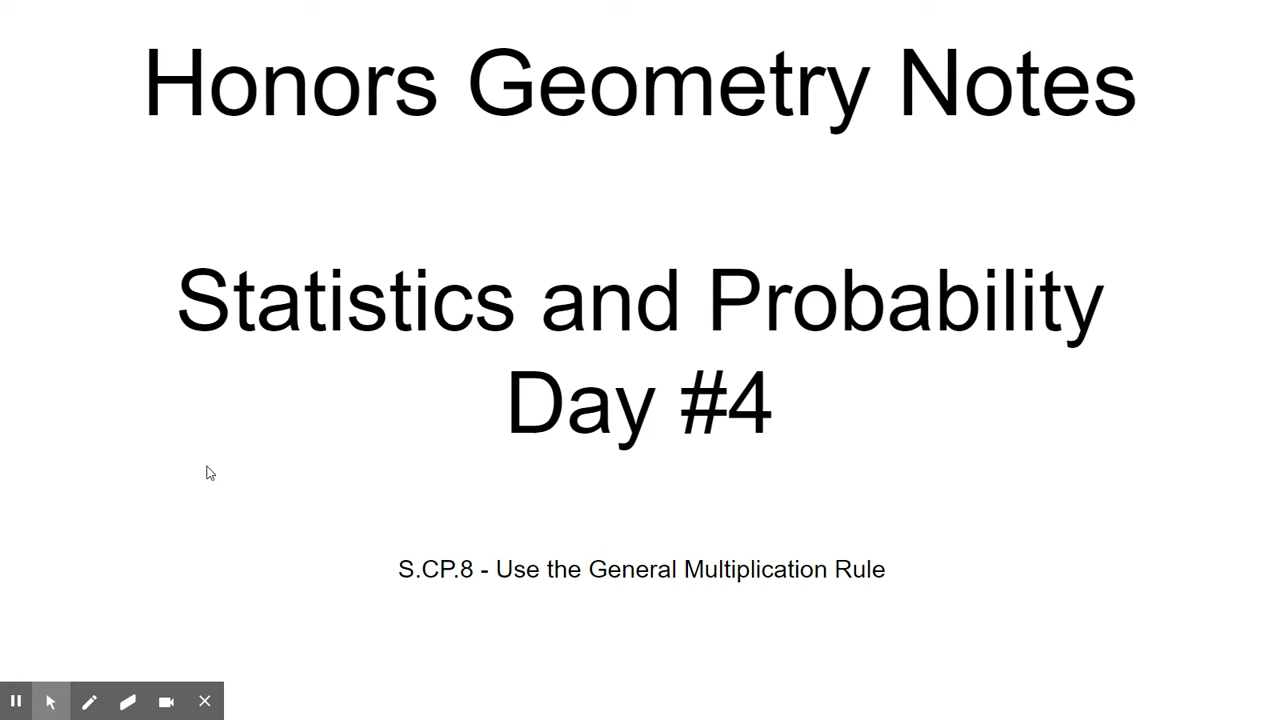 Honors Geometry Notes
Statistics and Probability
Day #4
S.CP.8 - Use the General Multiplication Rule